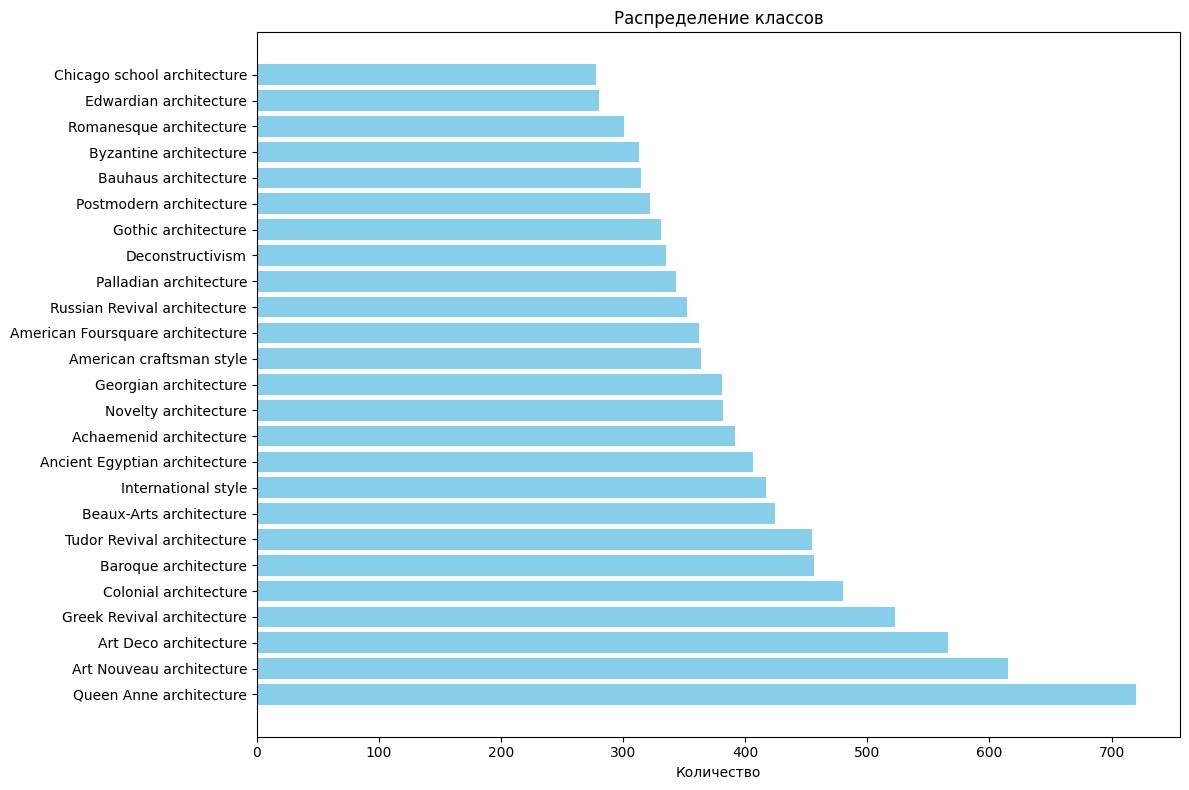 Распределение классов
Chicago school architecture
Edwardian architecture
Romanesque architecture
Byzantine architecture
Bauhaus architecture
Postmodern architecture
Gothic architecture
Deconstructivism
Palladian architecture
Russian Revival architecture
American Foursquare architecture
American craftsman style
Georgian architecture
Novelty architecture
Achaemenid architecture
Ancient Egyptian architecture
International style
Beaux-Arts architecture
Tudor Revival architecture
Baroque architecture
Colonial architecture
Greek Revival architecture
Art Deco architecture
Art Nouveau architecture
Queen Anne architecture
0 100 200 300 400 500 600 700
Количество